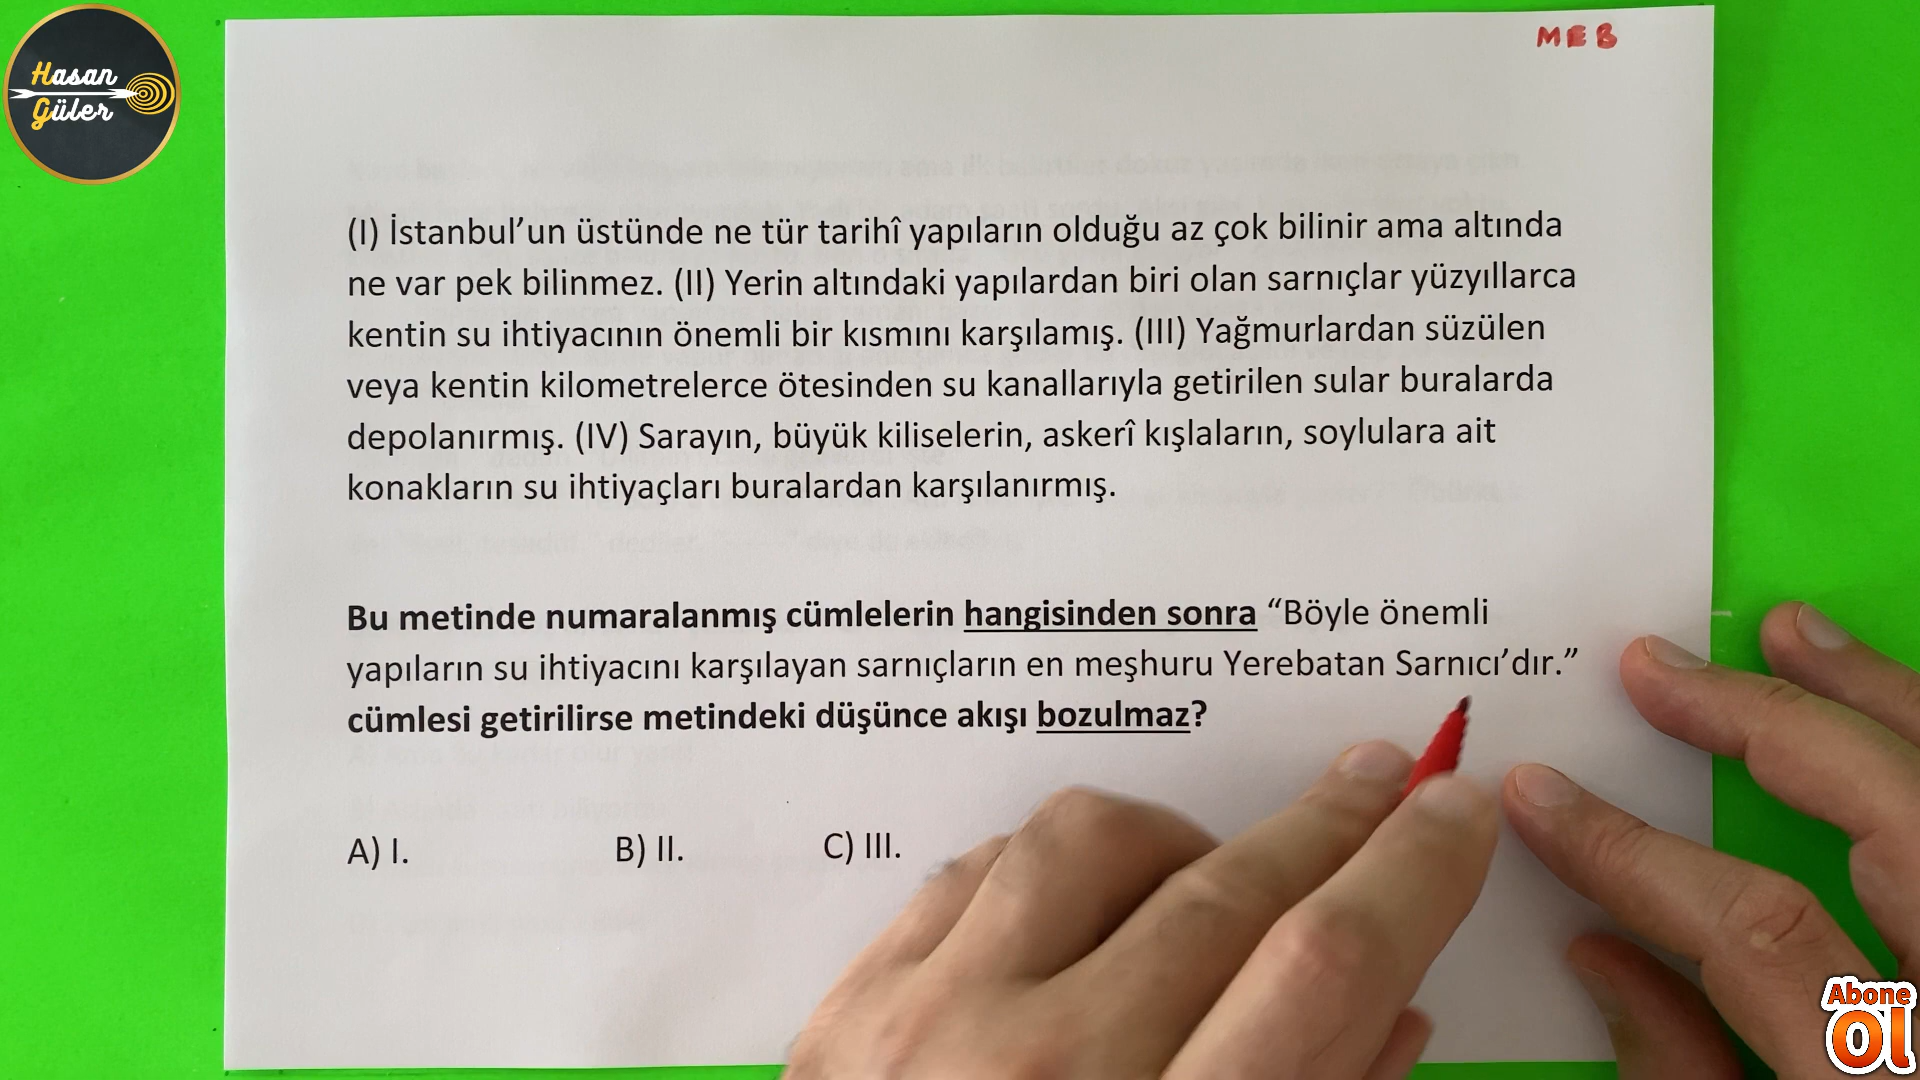 Hasan
Güler
MEB
(I) İstanbul’un üstünde ne tür tarihî yapıların olduğu az çok bilinir ama altında
ne var pek bilinmez. (II) Yerin altındaki yapılardan biri olan sarnıçlar yüzyıllarca
kentin su ihtiyacının önemli bir kısmını karşılamış. (III) Yağmurlardan süzülen
veya kentin kilometrelerce ötesinden su kanallarıyla getirilen sular buralarda
depolanırmış. (IV) Sarayın, büyük kiliselerin, askerî kışlaların, soylulara ait
konakların su ihtiyaçları buralardan karşılanırmış.
Bu metinde numaralanmış cümlelerin hangisinden sonra “Böyle önemli
yapıların su ihtiyacını karşılayan sarnıçların en meşhuru Yerebatan Sarnıcı’dır.”
cümlesi getirilirse metindeki düşünce akışı bozulmaz?
A) I. B) II. C) III.
Abone
Ol